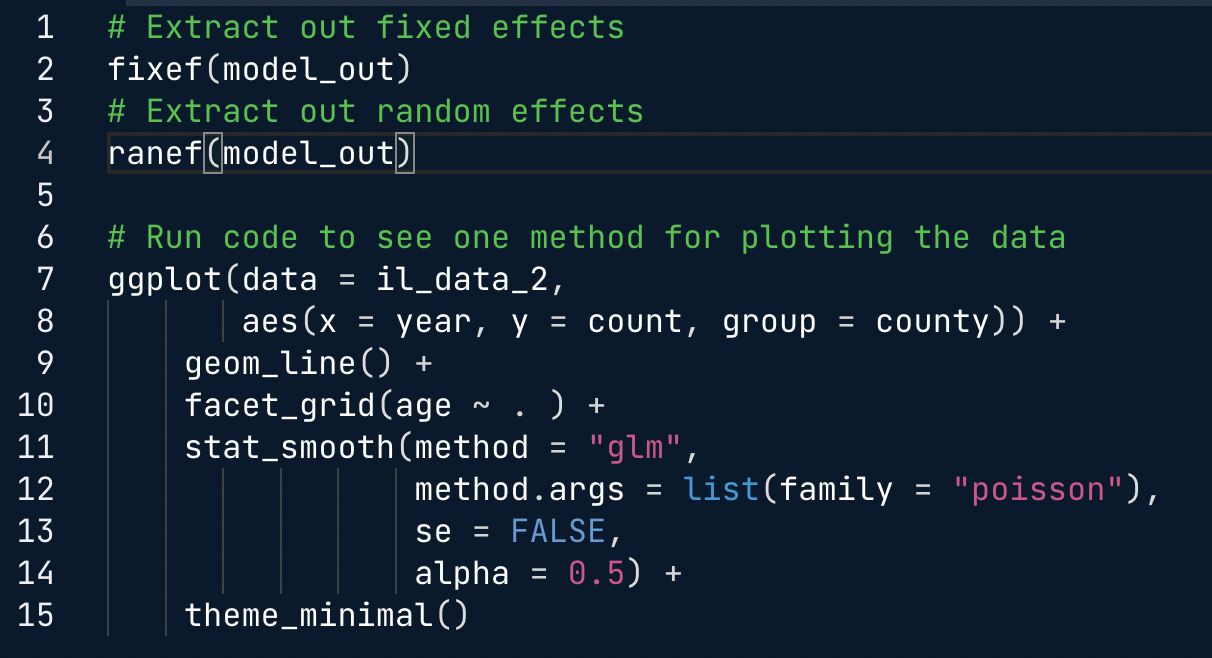 1 # Extract out fixed effects
2 fixef(model_out)
3 # Extract out random effects
4 ranef(model_out)
5
6 # Run code to see one method for plotting the data
7 ggplot(data = il_data_2,
8        aes(x = year, y = count, group = county)) +
9     geom_line() +
10     facet_grid(age ~ . ) +
11     stat_smooth(method = "glm",
12                 method.args = list(family = "poisson"),
13                 se = FALSE,
14                 alpha = 0.5) +
15     theme_minimal()